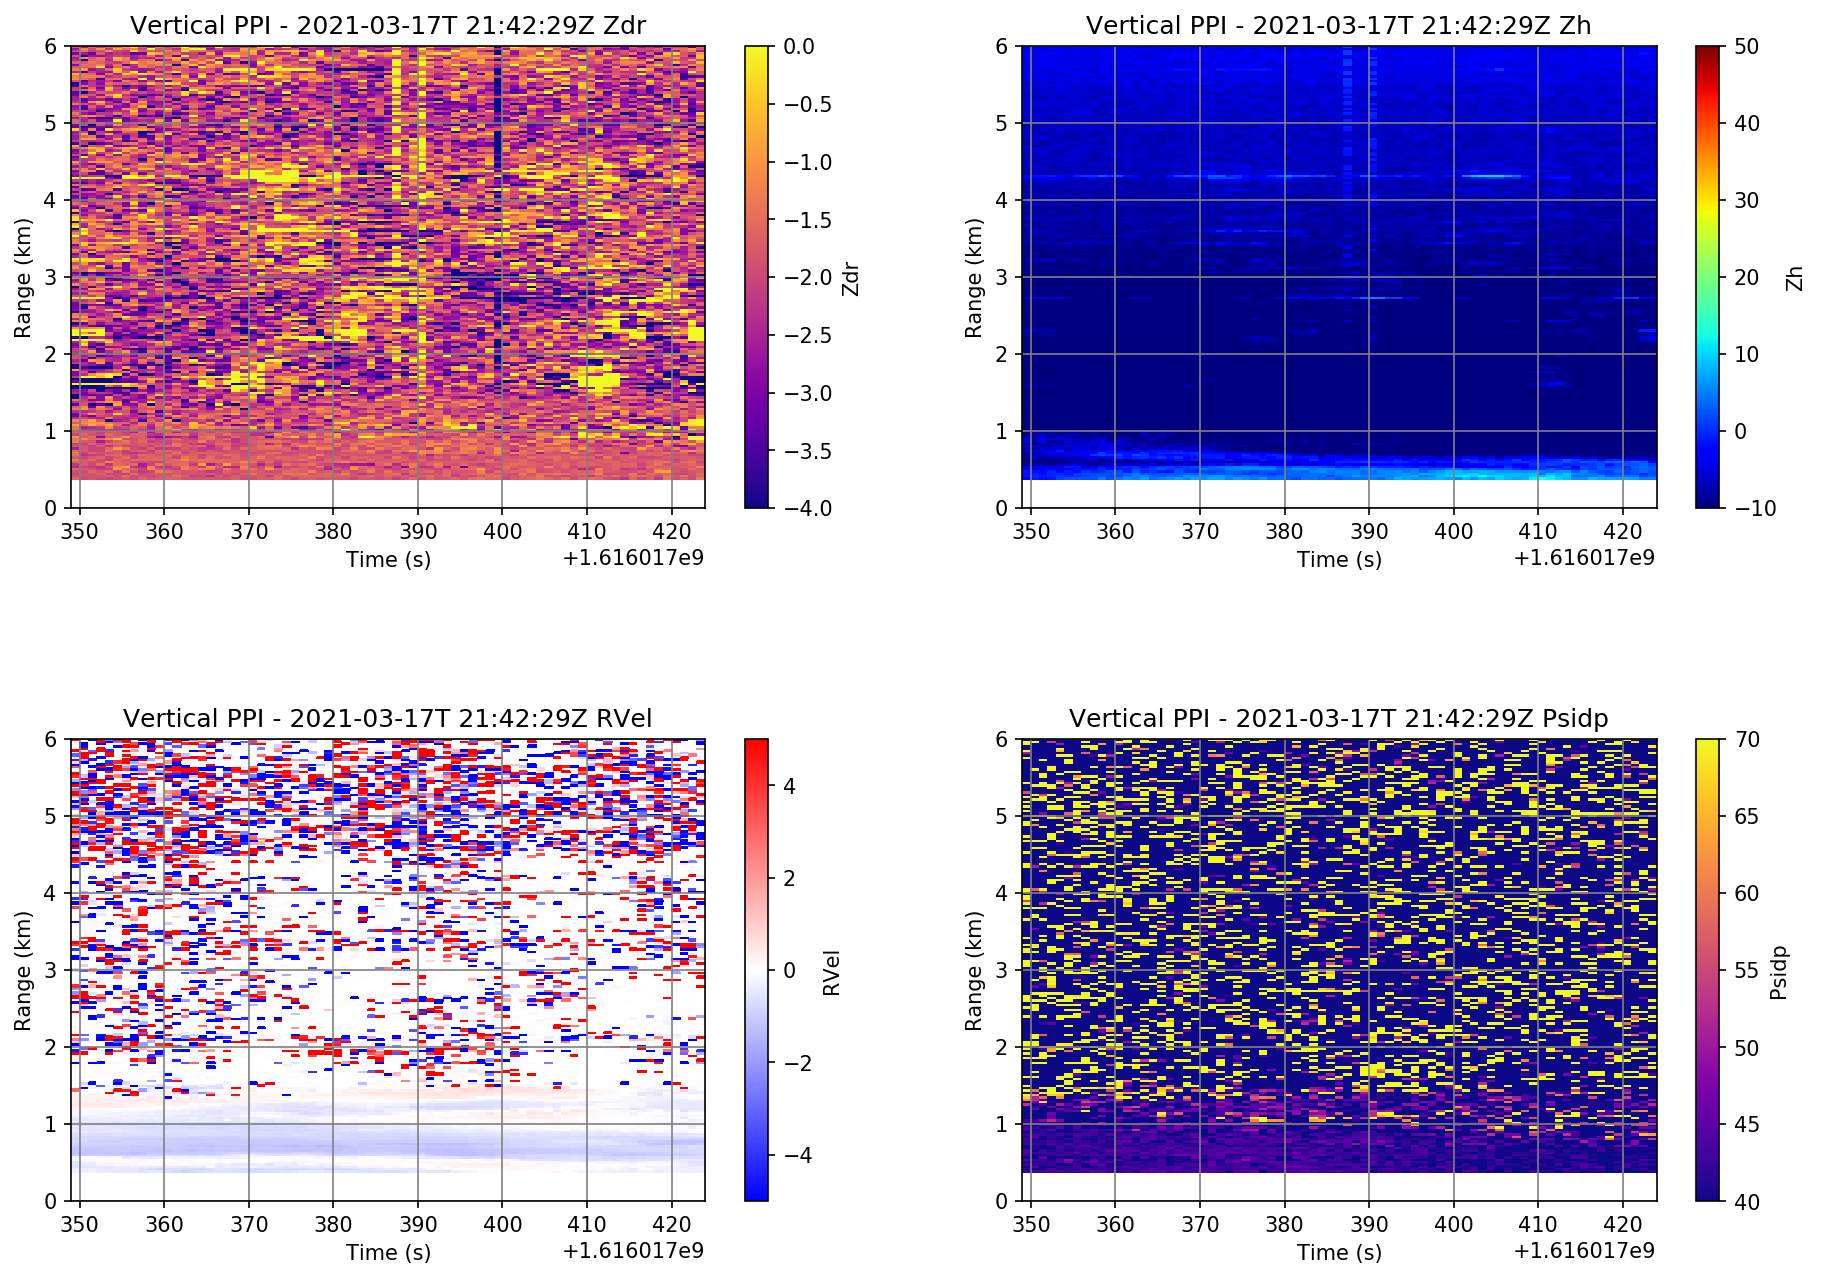 Vertical PPI - 2021-03-17T 21:42:29Z Zdr
6
5
4
3
2
1
0
Range (km)
350 360 370 380 390 400 410 420
Time (s)
+1.616017e9
0.0
−0.5
−1.0
−1.5
−2.0
−2.5
−3.0
−3.5
−4.0
Zdr
Vertical PPI - 2021-03-17T 21:42:29Z Zh
6
5
4
3
2
1
0
Range (km)
350 360 370 380 390 400 410 420
Time (s)
+1.616017e9
50
40
30
20
10
0
−10
Zh
Vertical PPI - 2021-03-17T 21:42:29Z RVel
6
5
4
3
2
1
0
Range (km)
350 360 370 380 390 400 410 420
Time (s)
+1.616017e9
4
2
0
−2
−4
RVel
Vertical PPI - 2021-03-17T 21:42:29Z Psidp
6
5
4
3
2
1
0
Range (km)
350 360 370 380 390 400 410 420
Time (s)
+1.616017e9
70
65
60
55
50
45
40
Psidp